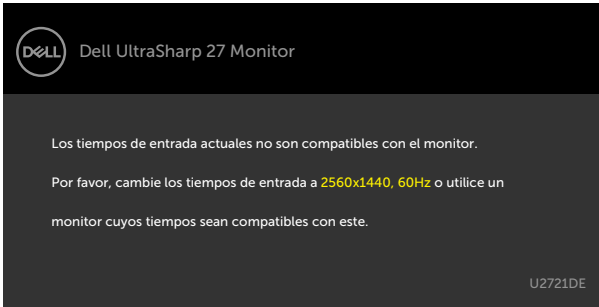 DELL
Dell UltraSharp 27 Monitor
Los tiempos de entrada actuales no son compatibles con el monitor.
Por favor, cambie los tiempos de entrada a 2560x1440, 60Hz o utilice un
monitor cuyos tiempos sean compatibles con este.
U2721DE